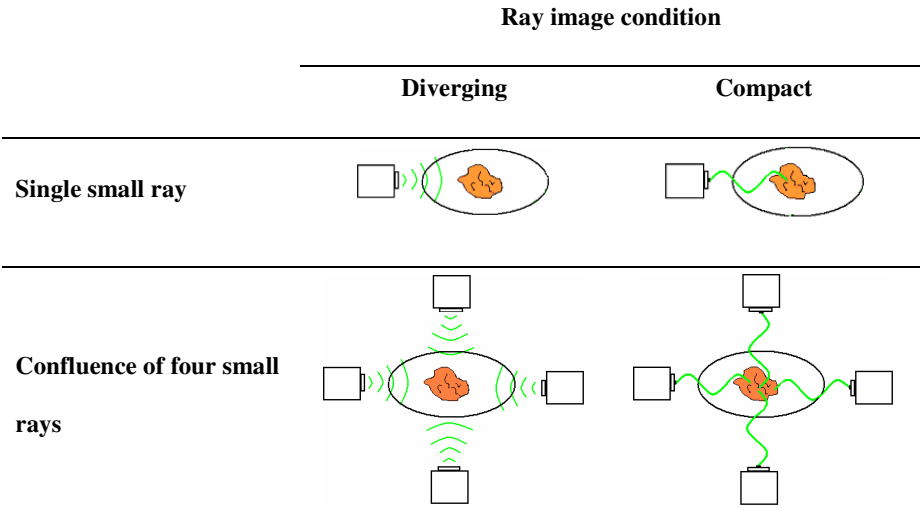 Ray image condition
Diverging Compact
Single small ray
Confluence of four small
rays